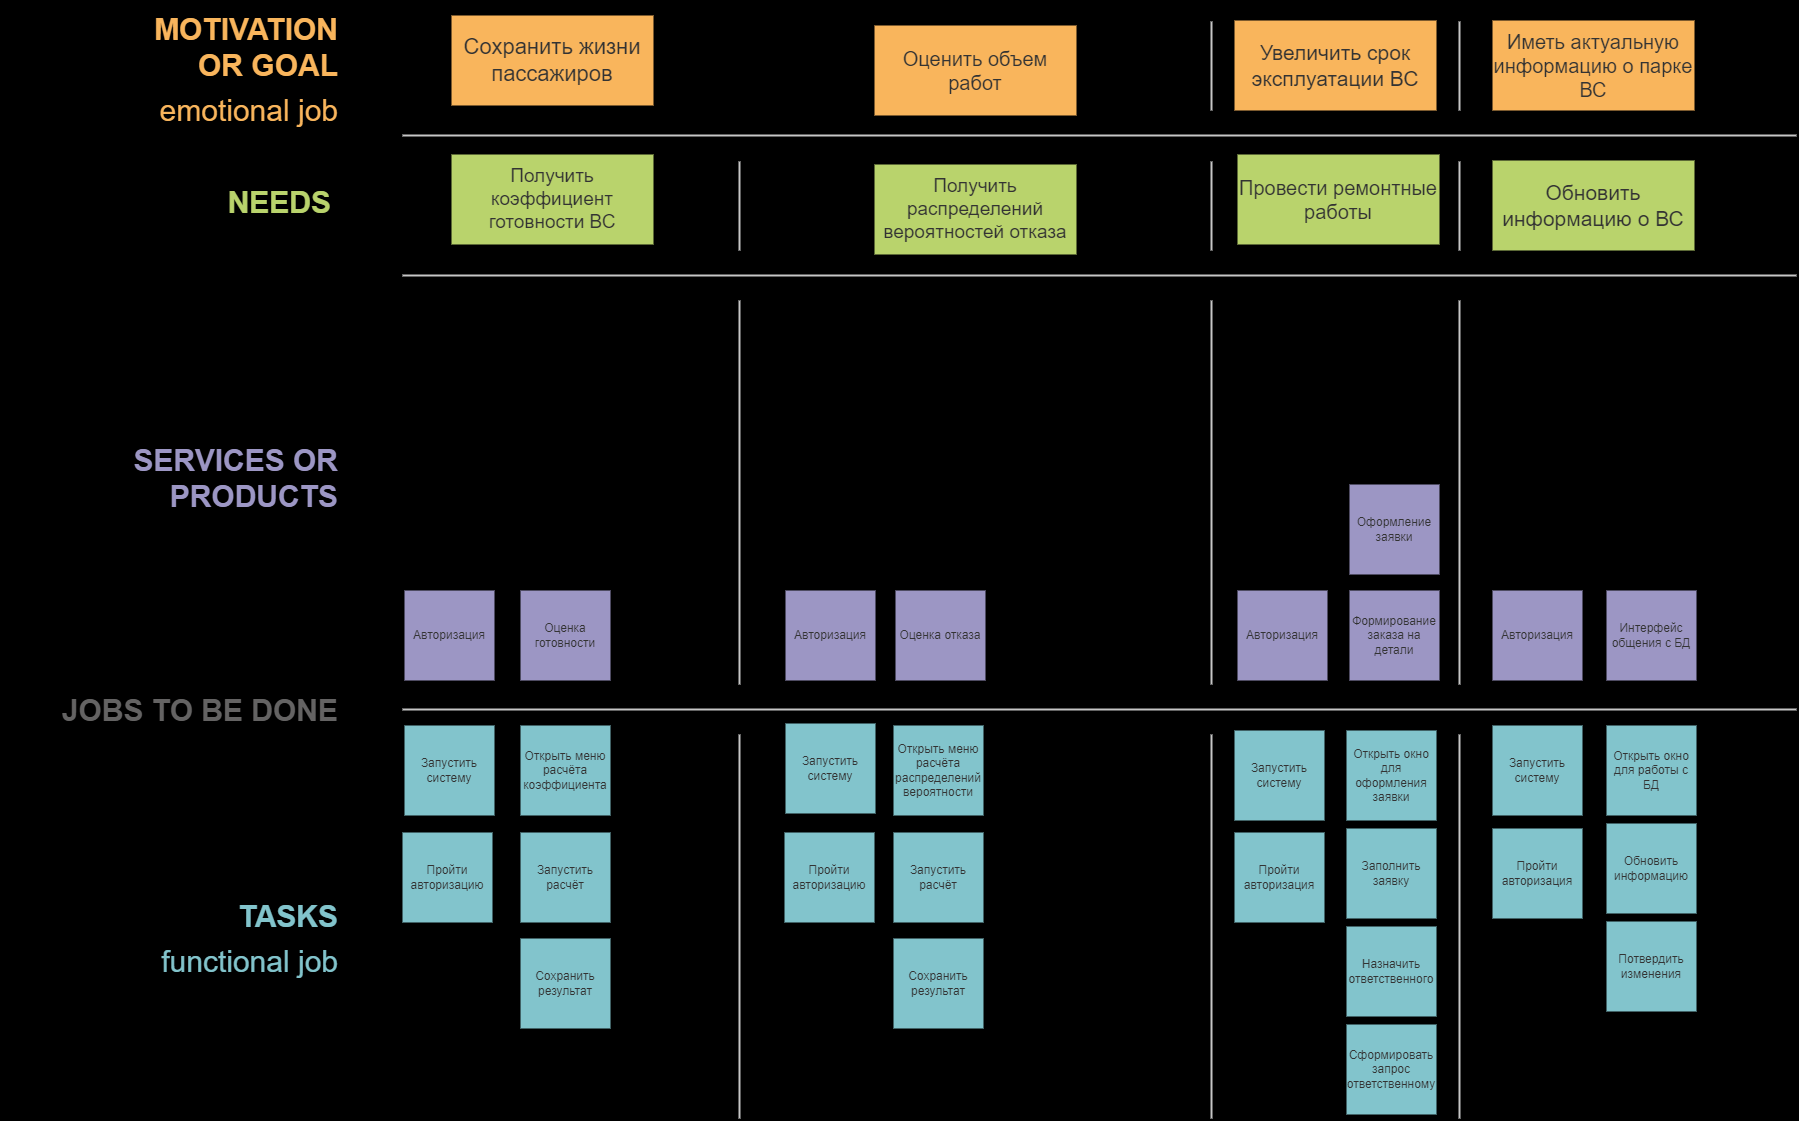 MOTIVATION
OR GOAL
emotional job
Сохранить жизни
пассажиров
Оценить объем
работ
Увеличить срок
эксплуатации ВС
Иметь актуальную
информацию о парке
ВС
NEEDS
Получить
коэффициент
готовности ВС
Получить
распределений
вероятностей отказа
Провести ремонтные
работы
Обновить
информацию о ВС
SERVICES OR
PRODUCTS
Оформление
заявки
Авторизация
Оценка
готовности
Авторизация
Оценка отказа
Авторизация
Формирование
заказа на
детали
Авторизация
Интерфейс
общения с БД
JOBS TO BE DONE
Запустить
систему
Открыть меню
расчёта
коэффициента
Запустить
систему
Открыть меню
расчёта
распределений
вероятности
Запустить
систему
Открыть окно
для
оформления
заявки
Запустить
систему
Открыть окно
для работы с
БД
Пройти
авторизацию
Запустить
расчёт
Пройти
авторизацию
Запустить
расчёт
Пройти
авторизация
Заполнить
заявку
Пройти
авторизация
Обновить
информацию
TASKS
functional job
Сохранить
результат
Сохранить
результат
Назначить
ответственного
Потвердить
изменения
Сформировать
запрос
ответственному